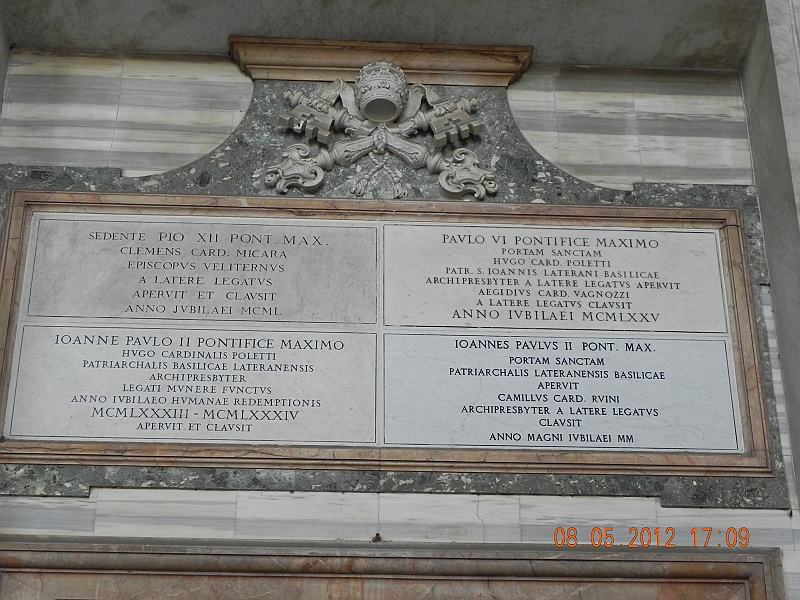 SEDENTE PIO XII PONT. MAX.
CLEMENS CARD. MICARA
EPISCOPVS VELITERNVS
A LATERE LEGATVS
APERVIT ET CLAVSIT
ANNO JVBILAEI MCML
PAVLO VI PONTIFICE MAXIMO
PORTAM SANCTAM
HVGO CARD. POLETTI
PATR. S. IOANNIS LATERANI BASILICAE
ARCHIPRESBYTER A LATERE LEGATVS APERVIT
AEGIDIVS CARD. VAGNOZZI
A LATERE LEGATVS CLAVSIT
ANNO IVBILAEI MCMLXXV
IOANNE PAVLO II PONTIFICE MAXIMO
HVGO CARDINALIS POLETTI
PATRIARCHALIS BASILICAE LATERANENSIS
ARCHIPRESBYTER
LEGATI MVNERE FVNCTVS
ANNO IVBILAEO HVMANAE REDEMPTIONIS
MCMLXXXIII - MCMLXXXIV
APERVIT ET CLAVSIT
IOANNES PAVLVS II PONT. MAX.
PORTAM SANCTAM
PATRIARCHALIS LATERANENSIS BASILICAE
APERUIT
CAMILLVS CARD. RVINI
ARCHIPRESBYTER A LATERE LEGATVS
CLAVSIT
ANNO MAGNI IVBILAEI MM
08.05.2012 17:09